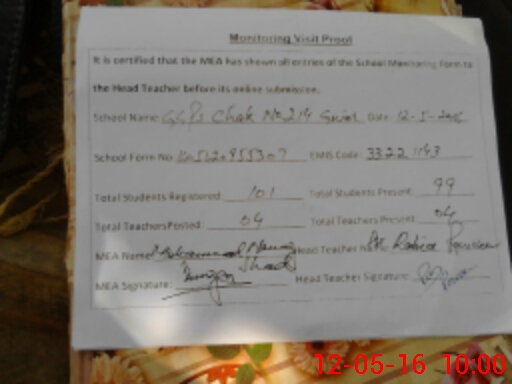 Monitoring Visit Proof
It is certified that the MEA has shown all entries of the School Monitoring Form to
the Head Teacher before its online submission.
School Name: GGPS Chak No. 214 Date: 12-5-2016
School Form No: EMIS Code: 33221143
Total Students Registered: 101 Total Students Present: 99
Total Teachers Posted: 04 Total Teachers Present: 04
MEA Name: Muhammad Head Teacher Name: Rabia
MEA Signature: Head Teacher Signature:
12-05-16 10:00